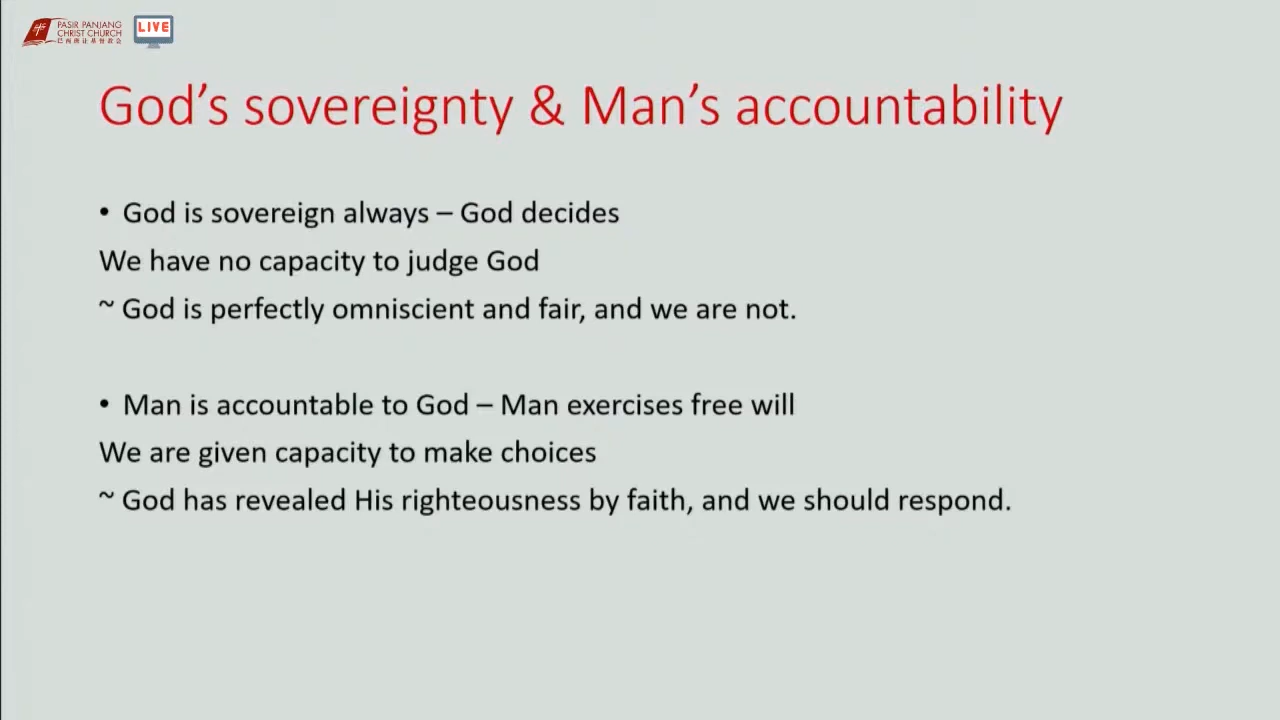 PASIR PANJANG
CHRIST CHURCH
LIVE
God's sovereignty & Man's accountability
• God is sovereign always – God decides
We have no capacity to judge God
~ God is perfectly omniscient and fair, and we are not.
• Man is accountable to God – Man exercises free will
We are given capacity to make choices
~ God has revealed His righteousness by faith, and we should respond.